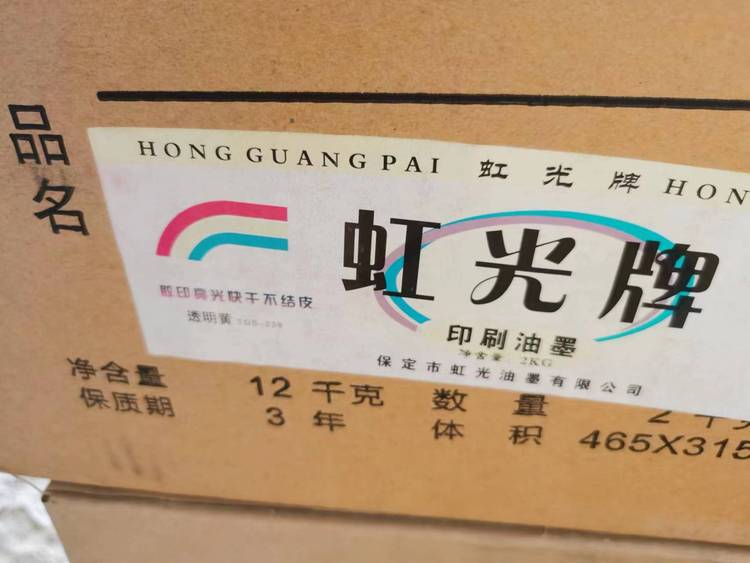 品名
HONG GUANG PAI 虹光牌 HON
虹光牌
胶印亮光快干不结皮
透明黄
印刷油墨
净含量 2KG
保定市虹光油墨有限公司
净含量 12 千克 数量 2 千
保质期 3 年 体积 465X315